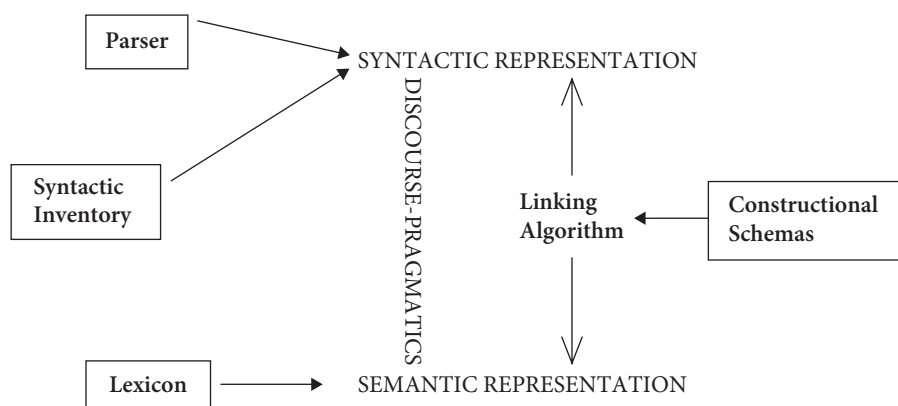 Parser
SYNTACTIC REPRESENTATION
DISCOURSE-PRAGMATICS
Syntactic
Inventory
Linking
Algorithm
Constructional
Schemas
Lexicon
SEMANTIC REPRESENTATION